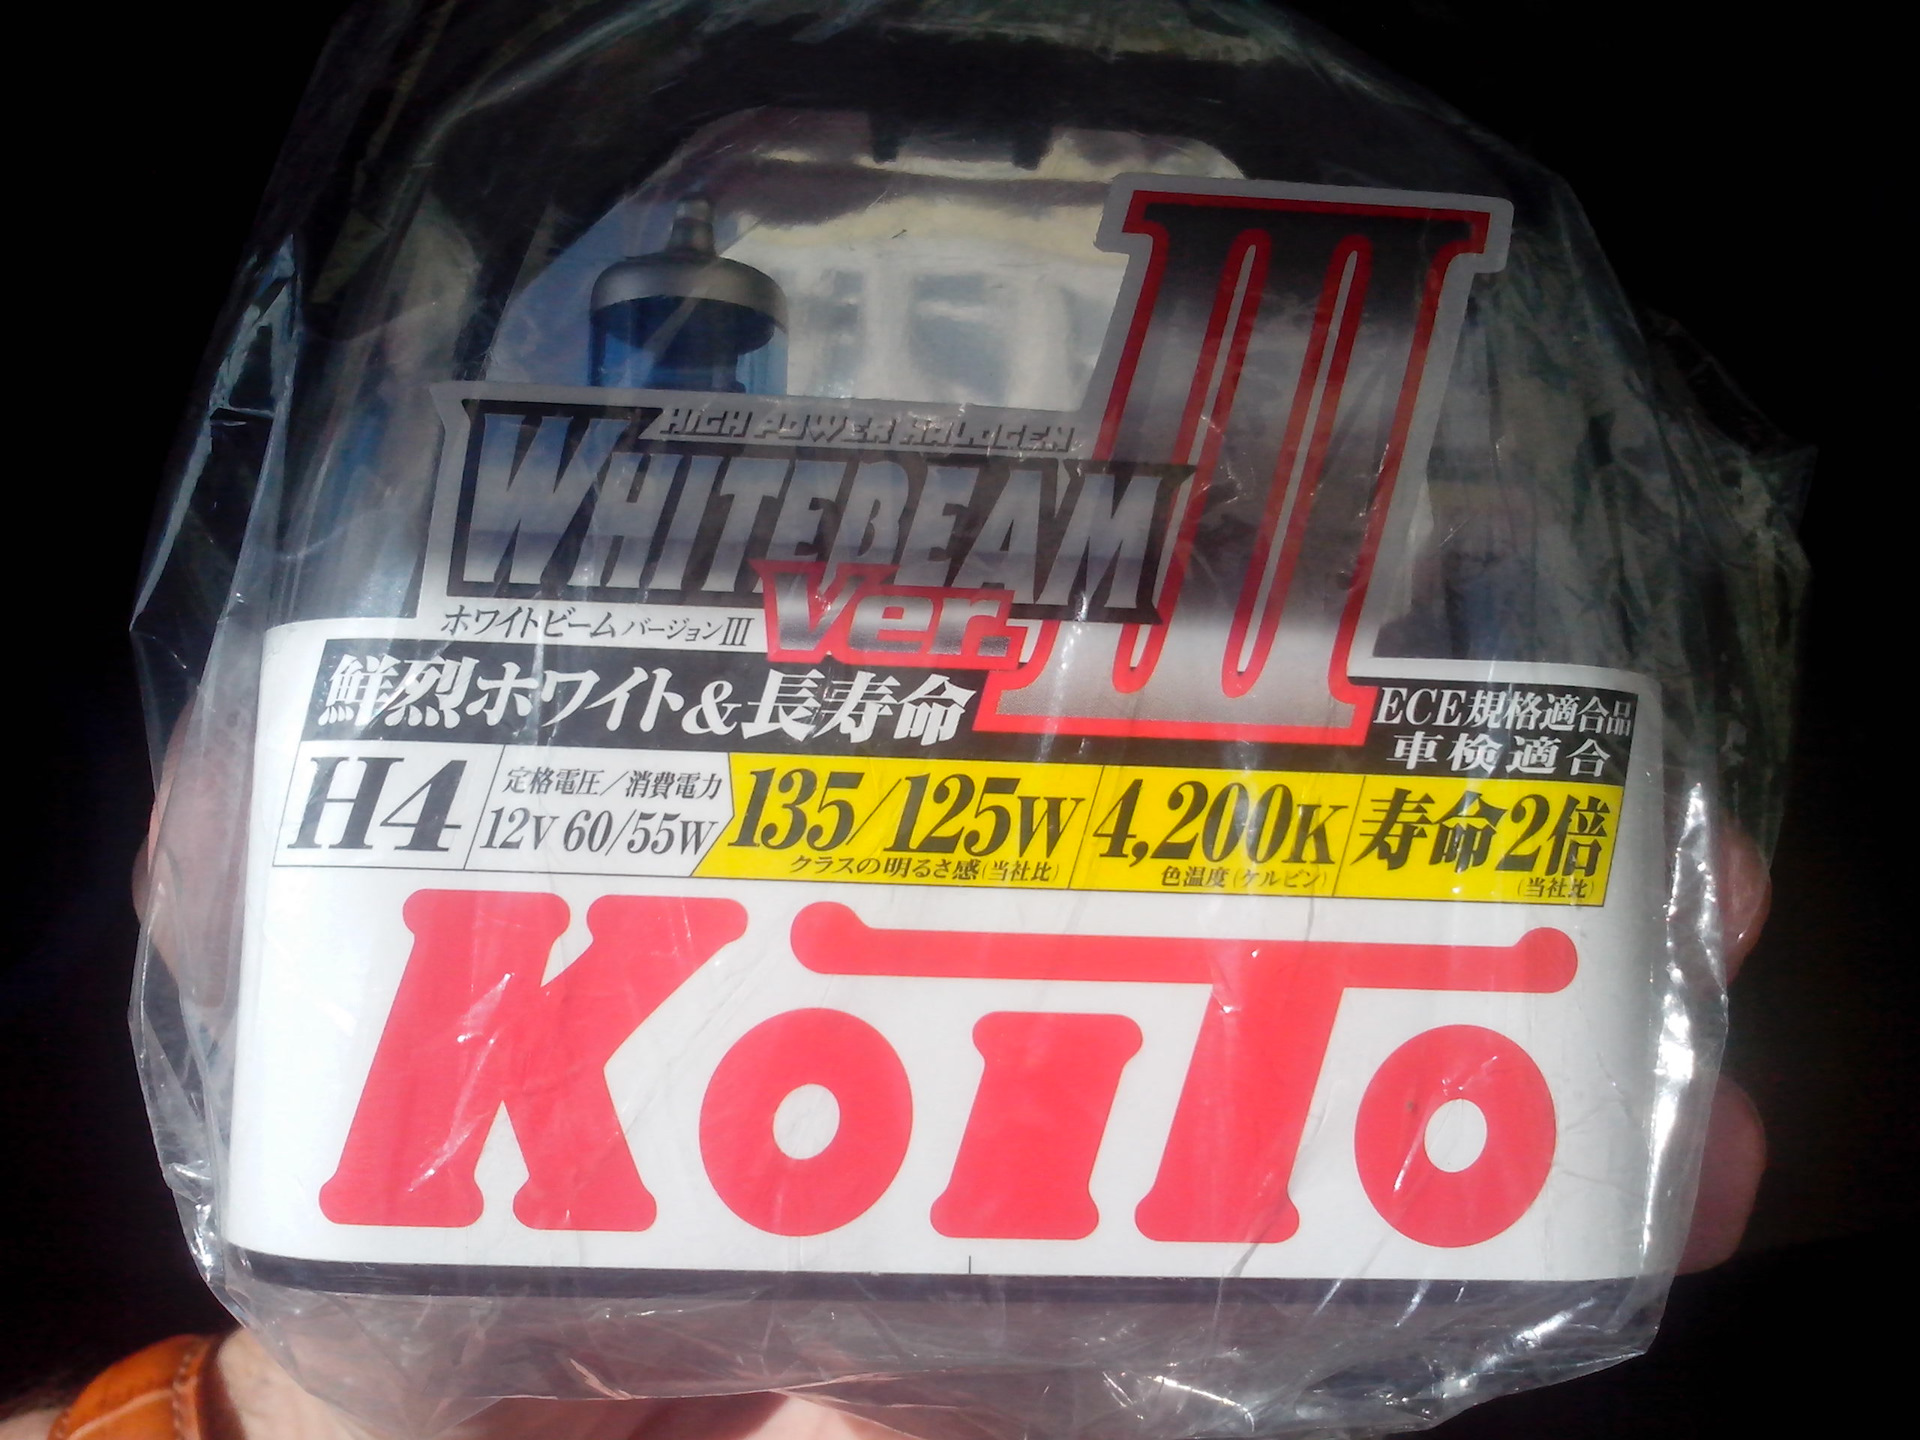 HIGH POWER HALOGEN
WHITEBEAM III
Ver.
ホワイトビーム バージョンIII
鮮烈ホワイト&長寿命
ECE規格適合品
車検適合
H4
定格電圧/消費電力
12V 60/55W
135/125W
クラスの明るさ感(当社比)
4,200K
色温度(ケルビン)
寿命2倍
(当社比)
KoiTo